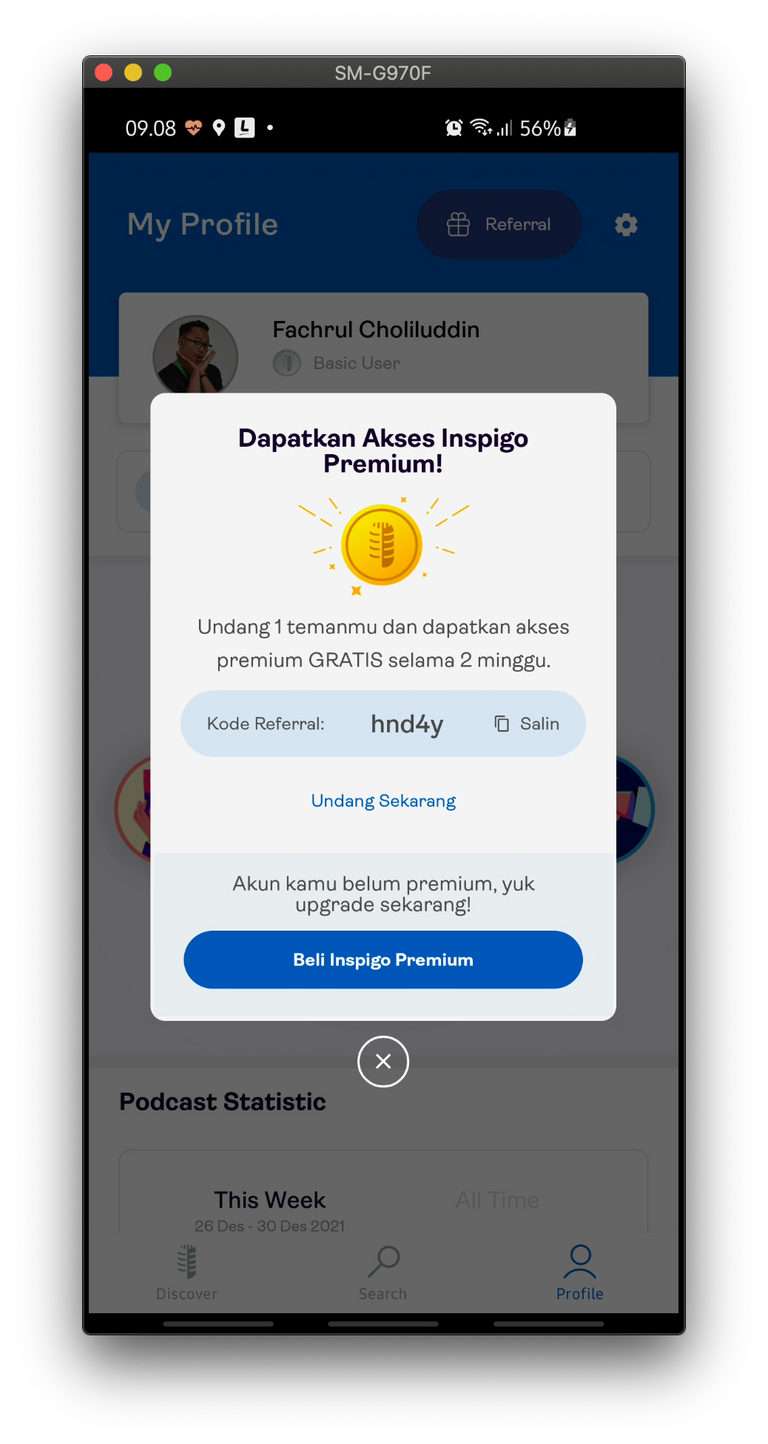 SM-G970F
09.08
56%
My Profile
Referral
Fachrul Choliluddin
Basic User
Dapatkan Akses Inspigo
Premium!
Undang 1 temanmu dan dapatkan akses
premium GRATIS selama 2 minggu.
Kode Referral: hnd4y Salin
Undang Sekarang
Akun kamu belum premium, yuk
upgrade sekarang!
Beli Inspigo Premium
Podcast Statistic
This Week
All Time
26 Des - 30 Des 2021
Discover
Search
Profile